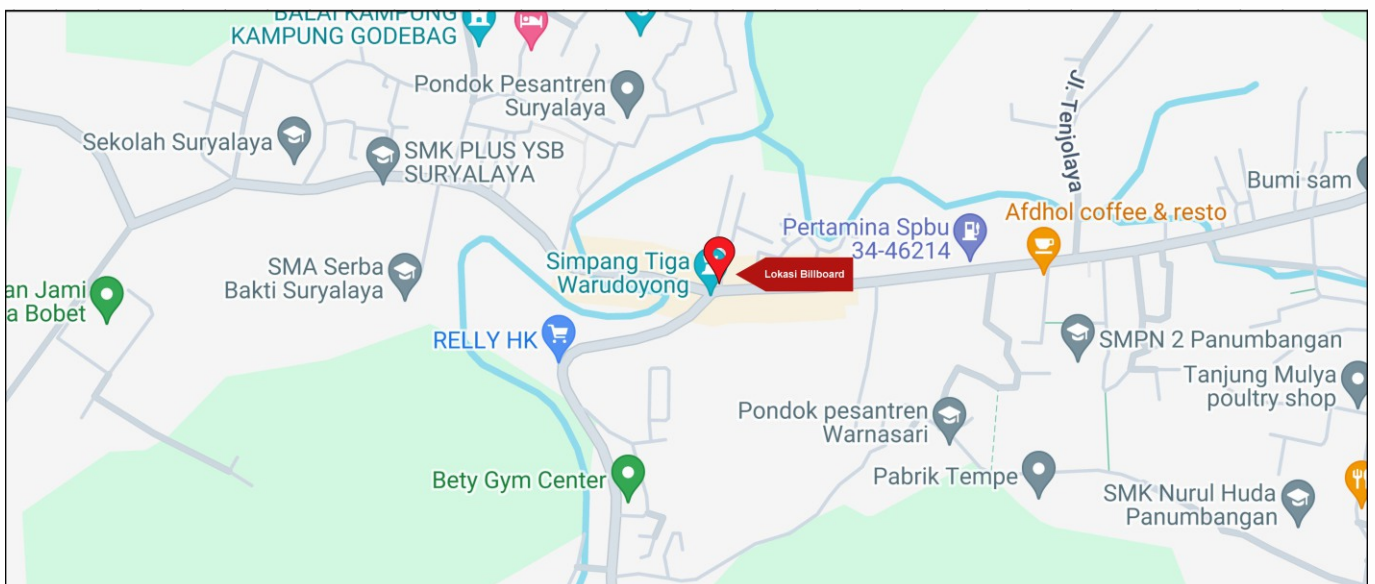 BALAI KAMPUNG
KAMPUNG GODEBAG
Pondok Pesantren
Suryalaya
Jl. Tenjolaya
Sekolah Suryalaya
SMK PLUS YSB
SURYALAYA
Bumi sam
Afdhol coffee & resto
Pertamina Spbu
34-46214
Simpang Tiga
Warudoyong
Lokasi Billboard
SMA Serba
Bakti Suryalaya
an Jami
a Bobet
RELLY HK
SMPN 2 Panumbangan
Tanjung Mulya
poultry shop
Pondok pesantren
Warnasari
Bety Gym Center
Pabrik Tempe
SMK Nurul Huda
Panumbangan